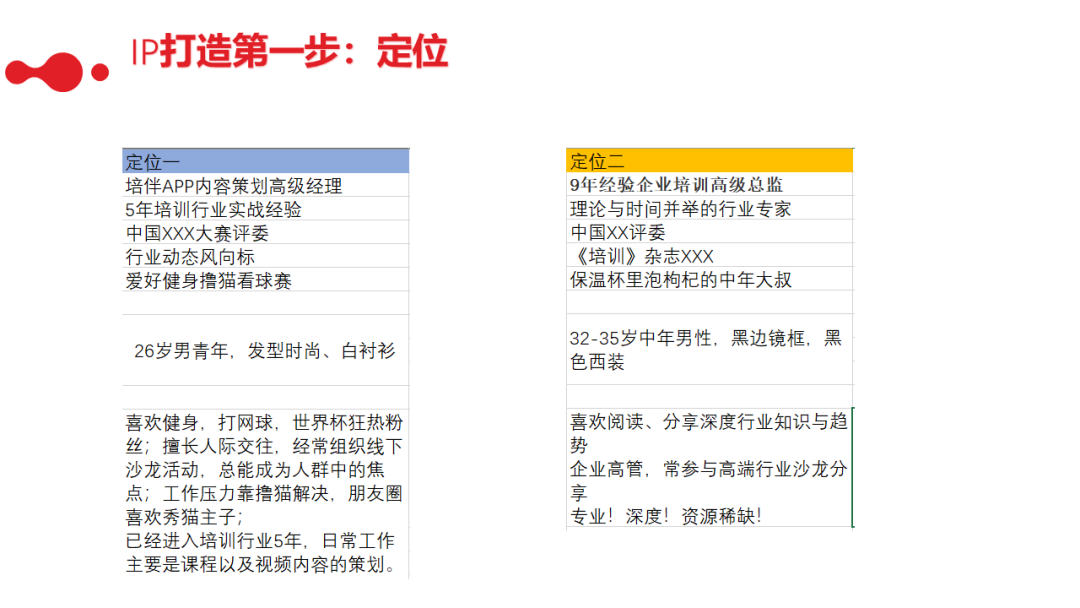 IP打造第一步：定位
定位一
培伴APP内容策划高级经理
5年培训行业实战经验
中国XXX大赛评委
行业动态风向标
爱好健身撸猫看球赛
26岁男青年，发型时尚、白衬衫
喜欢健身，打网球，世界杯狂热粉
丝；擅长人际交往，经常组织线下
沙龙活动，总能成为人群中的焦
点；工作压力靠撸猫解决，朋友圈
喜欢秀猫主子；
已经进入培训行业5年，日常工作
主要是课程以及视频内容的策划。
定位二
9年经验企业培训高级总监
理论与时间并举的行业专家
中国XX评委
《培训》杂志XXX
保温杯里泡枸杞的中年大叔
32-35岁中年男性，黑边镜框，黑
色西装
喜欢阅读、分享深度行业知识与趋
势
企业高管，常参与高端行业沙龙分
享
专业！深度！资源稀缺！